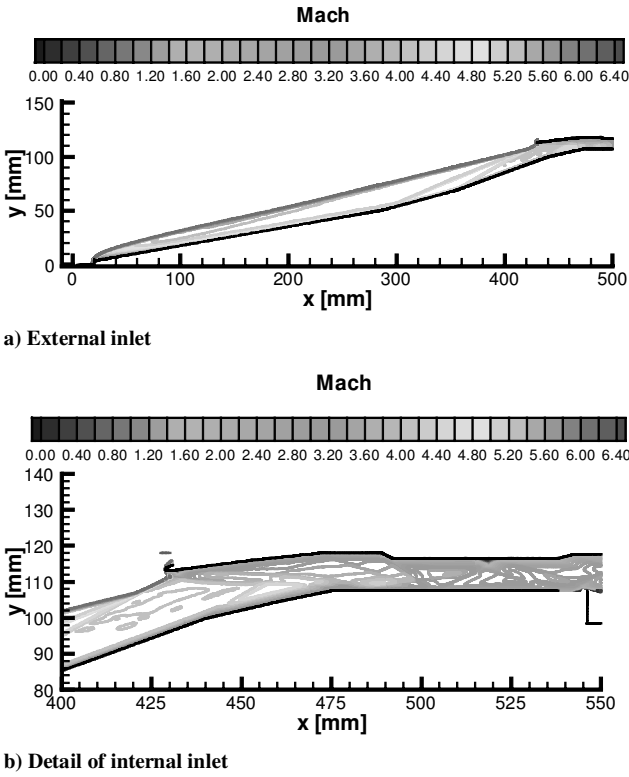 Mach
0.00 0.40 0.80 1.20 1.60 2.00 2.40 2.80 3.20 3.60 4.00 4.40 4.80 5.20 5.60 6.00 6.40
150
100
50
0
y [mm]
0 100 200 300 400 500
x [mm]
a) External inlet
Mach
0.00 0.40 0.80 1.20 1.60 2.00 2.40 2.80 3.20 3.60 4.00 4.40 4.80 5.20 5.60 6.00 6.40
140
130
120
110
100
90
80
y [mm]
400 425 450 475 500 525 550
x [mm]
b) Detail of internal inlet